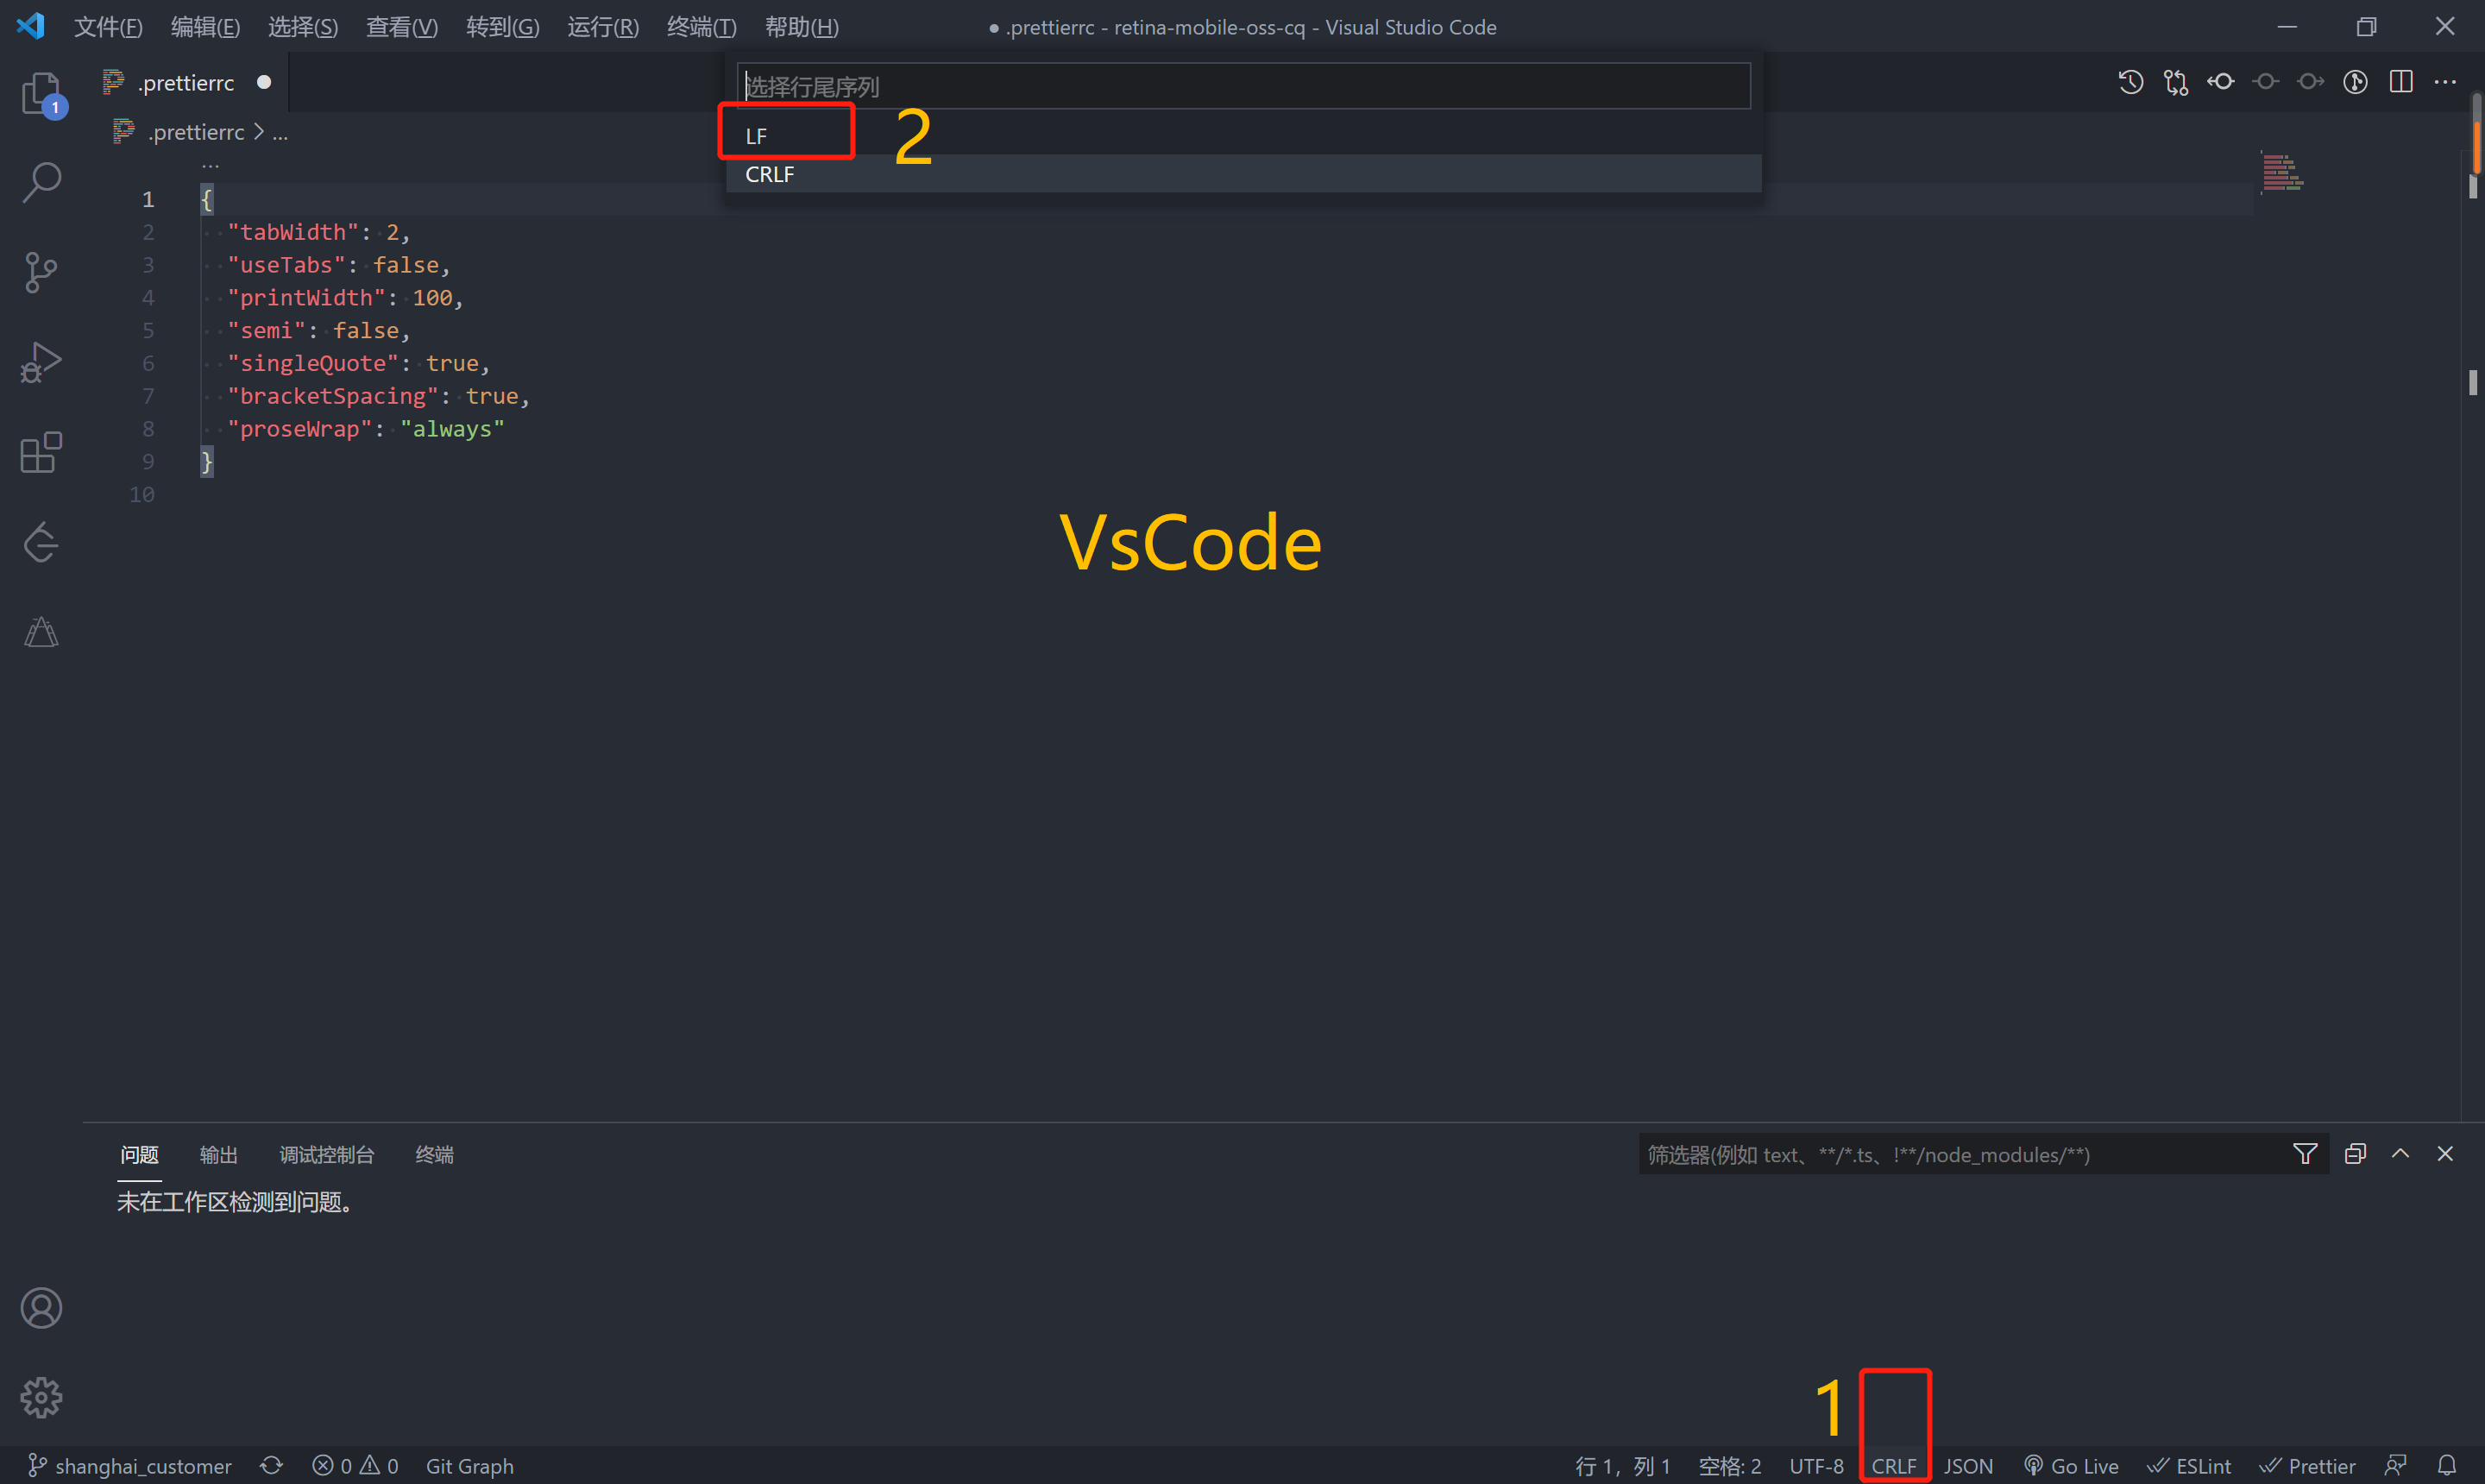 文件(F) 编辑(E) 选择(S) 查看(V) 转到(G) 运行(R) 终端(T) 帮助(H) ● .prettierrc - retina-mobile-oss-cq - Visual Studio Code
.prettierrc
选择行尾序列
1
.prettierrc > ...
LF
2
...
CRLF
1 {
2 "tabWidth": 2,
3 "useTabs": false,
4 "printWidth": 100,
5 "semi": false,
6 "singleQuote": true,
7 "bracketSpacing": true,
8 "proseWrap": "always"
9 }
10
VsCode
问题 输出 调试控制台 终端 筛选器(例如 text、**/*.ts、!**/node_modules/**)
未在工作区检测到问题。
1
shanghai_customer 0 0 Git Graph 行 1，列 1 空格: 2 UTF-8 CRLF JSON Go Live ESLint Prettier